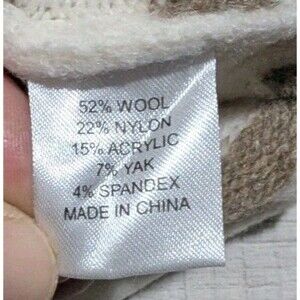 52% WOOL
22% NYLON
15% ACRYLIC
7% YAK
4% SPANDEX
MADE IN CHINA